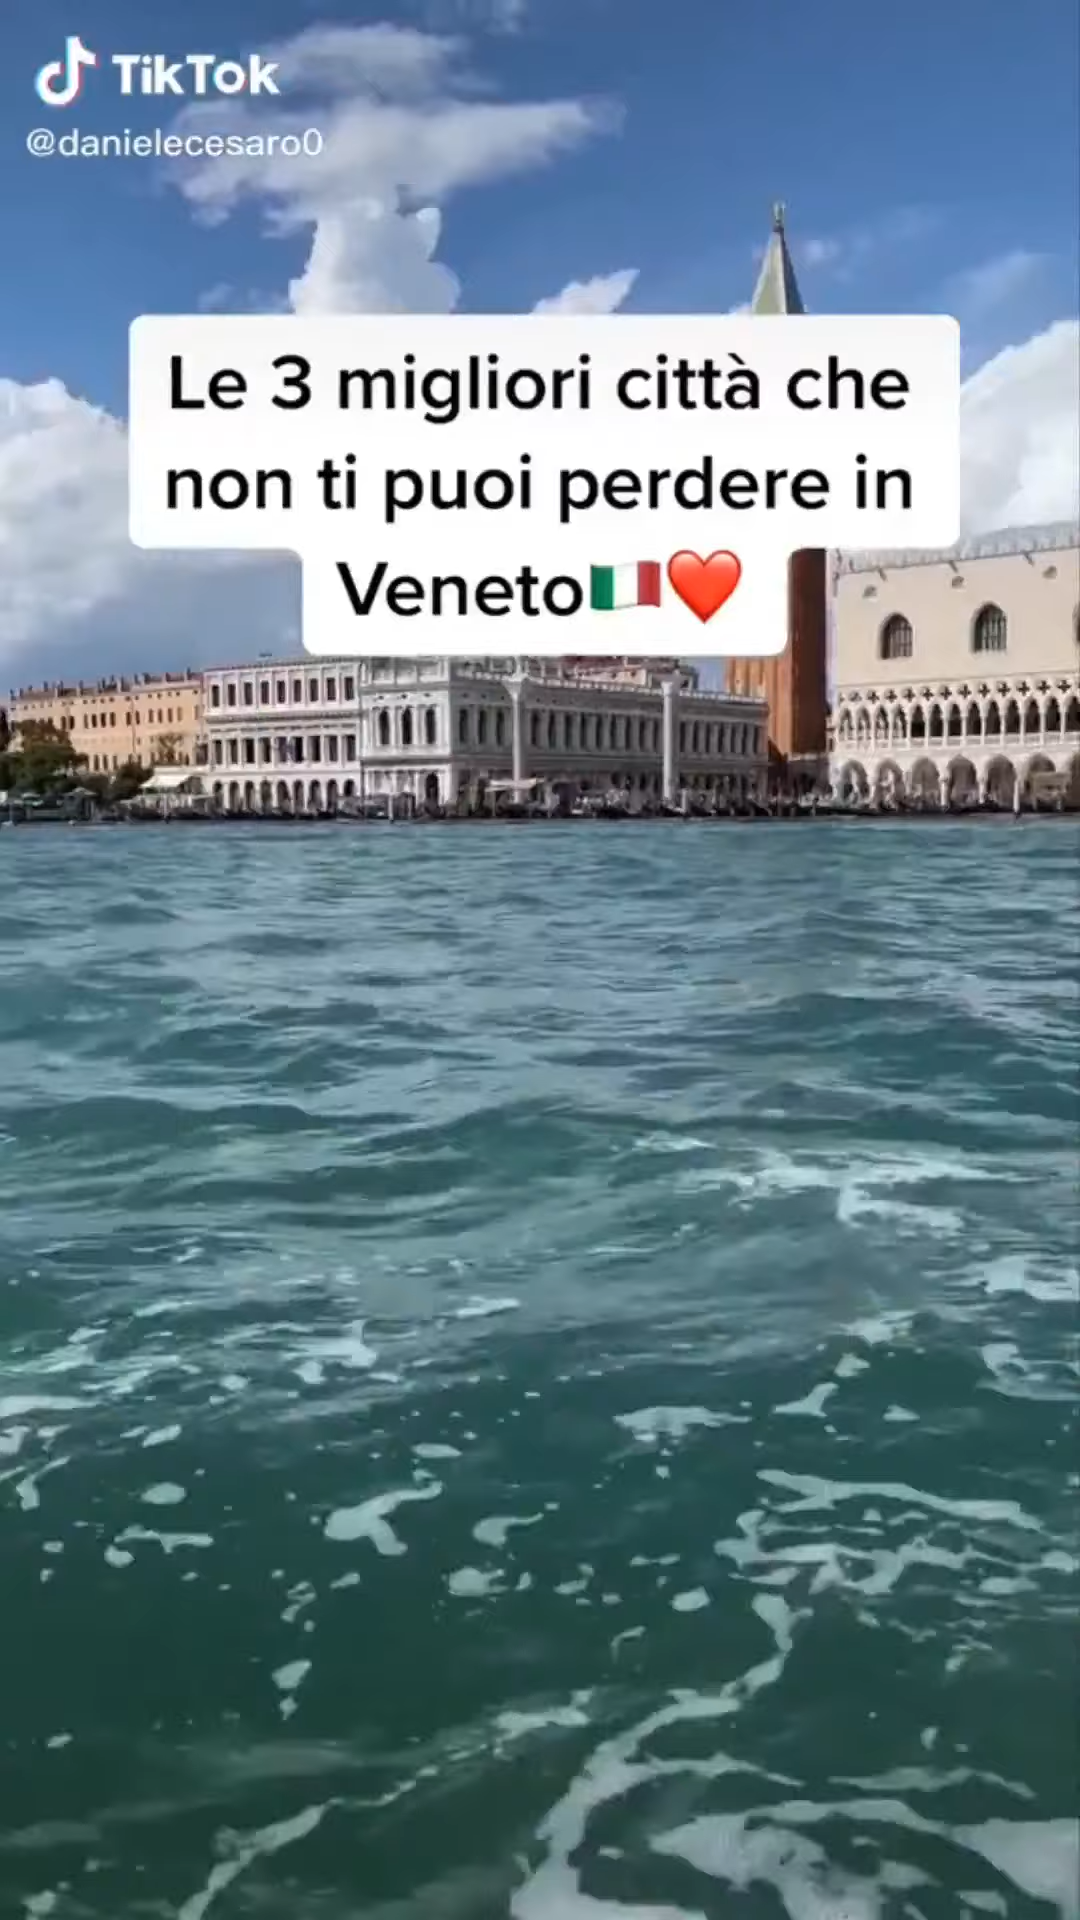 TikTok
@danielecesaro0
Le 3 migliori città che
non ti puoi perdere in
Veneto🇮🇹❤️